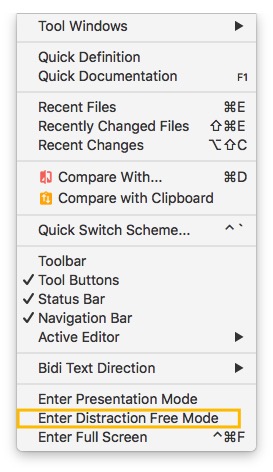 Tool Windows
Quick Definition
Quick Documentation F1
Recent Files ⌘E
Recently Changed Files ⇧⌘E
Recent Changes ⌥⇧C
Compare With... ⌘D
Compare with Clipboard
Quick Switch Scheme... ^`
Toolbar
✓ Tool Buttons
✓ Status Bar
✓ Navigation Bar
Active Editor
Bidi Text Direction
Enter Presentation Mode
Enter Distraction Free Mode
Enter Full Screen ^⌘F